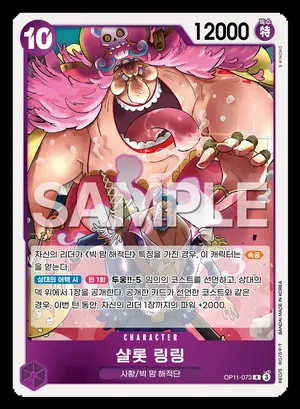 10
12000
특수
特
SAMPLE
자신의 리더가 《빅 맘 해적단》 특징을 가진 경우, 이 캐릭터는 속공
을 얻는다.
상대의 어택 시 턴 1회 두웅!!-5: 임의의 코스트를 선언하고, 상대의
덱 위에서 1장을 공개한다. 공개한 카드가 선언한 코스트와 같은
경우, 이번 턴 동안, 자신의 리더 1장까지의 파워 +2000.
CHARACTER
샬롯 링링
사황/빅 맘 해적단
OP11-073 R
3
BANDAI MADE IN KOREA